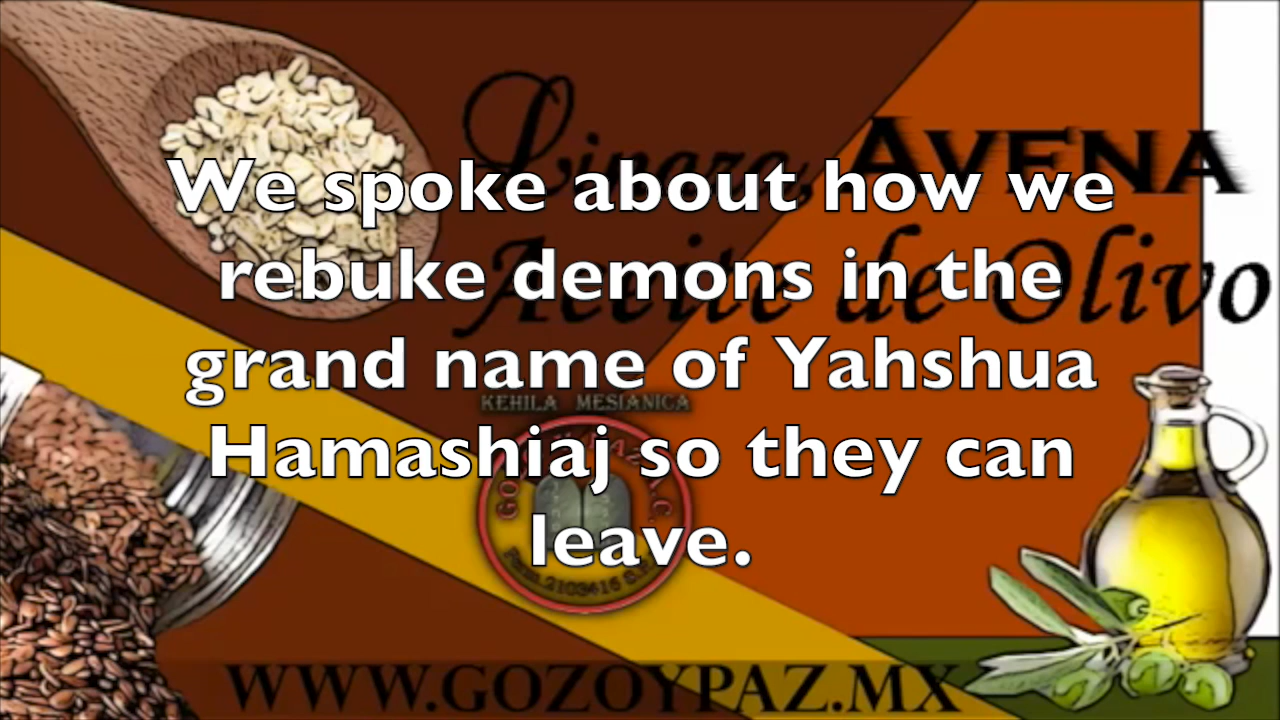 Linaza, AVENA
Aceite de Olivo
We spoke about how we
rebuke demons in the
grand name of Yahshua
Hamashiaj so they can
leave.
KEHILA MESIANICA
WWW.GOZOYPAZ.MX